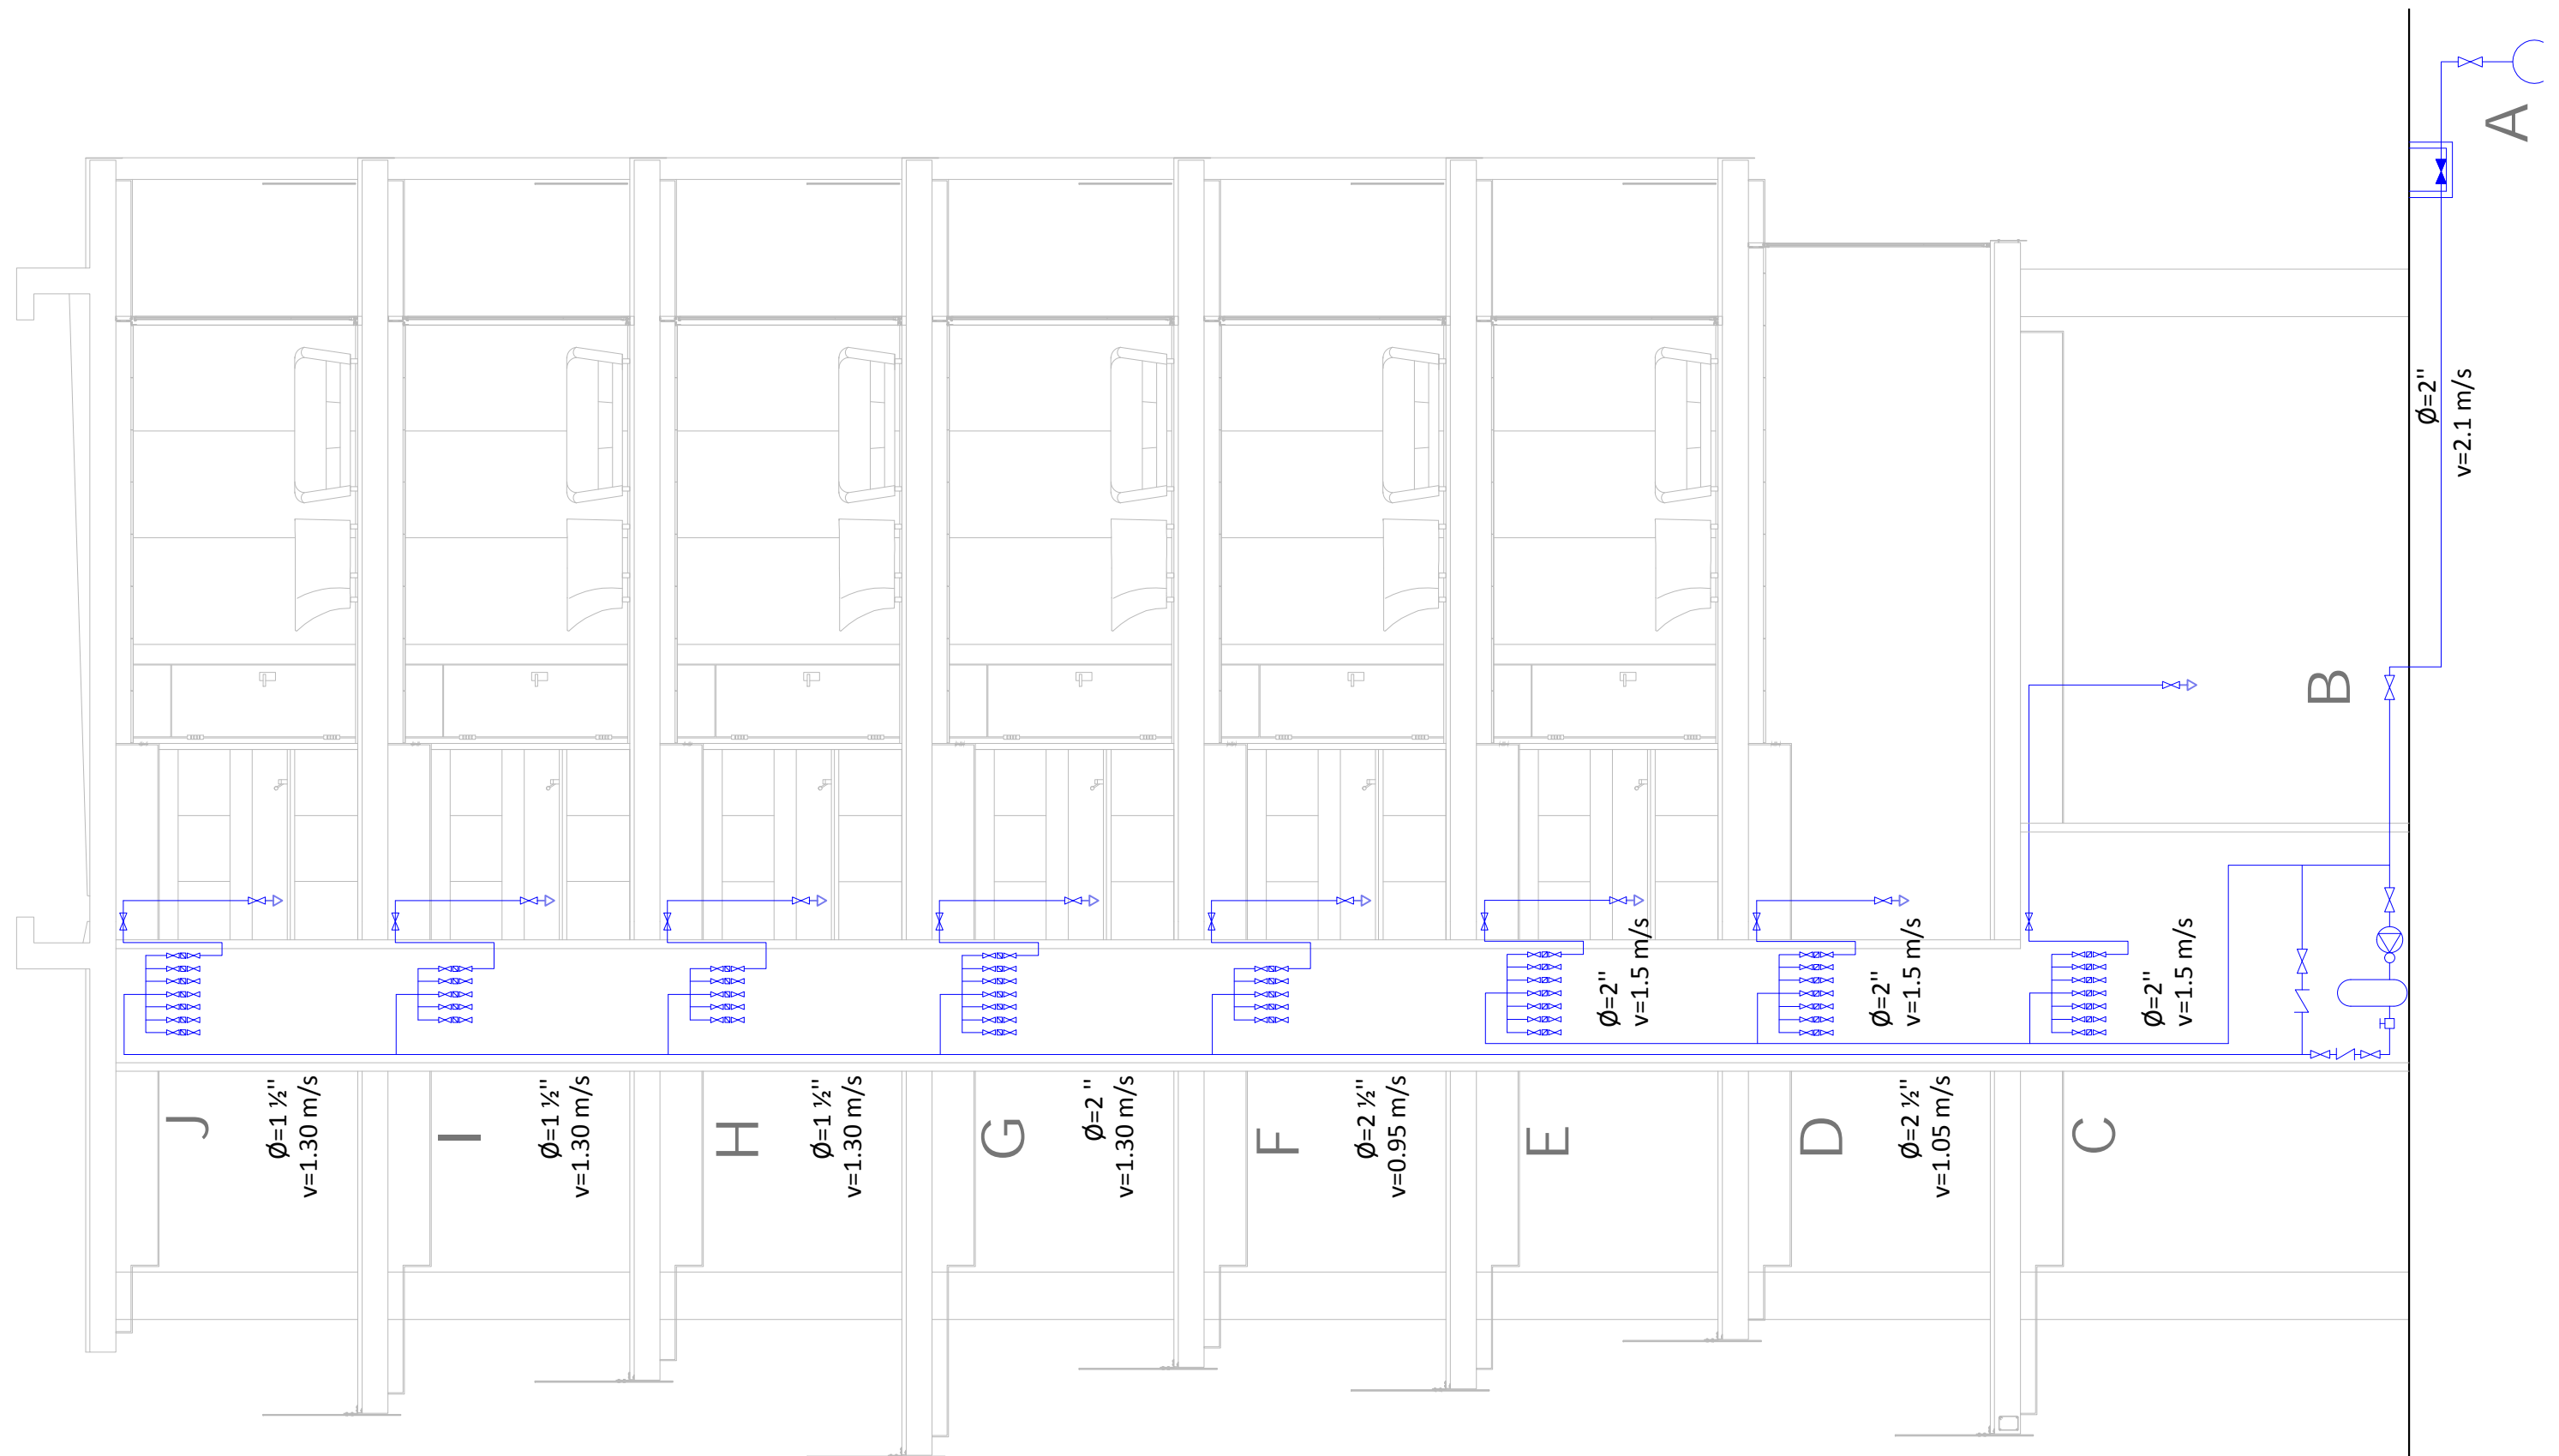 J
Ø=1 ½"
v=1.30 m/s
I
Ø=1 ½"
v=1.30 m/s
H
Ø=1 ½"
v=1.30 m/s
G
Ø=2 "
v=1.30 m/s
F
Ø=2 ½"
v=0.95 m/s
E
Ø=2"
v=1.5 m/s
D
Ø=2 ½"
v=1.05 m/s
Ø=2"
v=1.5 m/s
C
Ø=2"
v=1.5 m/s
B
Ø=2"
v=2.1 m/s
A